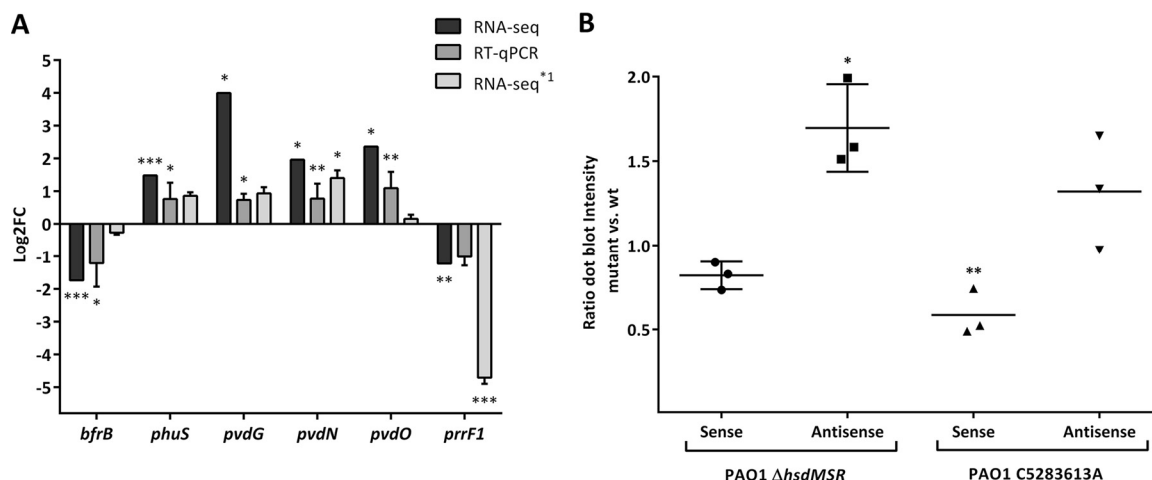 A
RNA-seq
RT-qPCR
RNA-seq*1
Log2FC
5
4
3
2
1
0
-1
-2
-3
-4
-5
***
*
***
*
*
*
*
**
*
*
**
**
***
bfrB
phuS
pvdG
pvdN
pvdO
prrF1
B
Ratio dot blot Intensity
mutant vs. wt
2.0
1.5
1.0
0.5
*
**
Sense
Antisense
Sense
Antisense
PAO1 ΔhsdMSR
PAO1 C5283613A